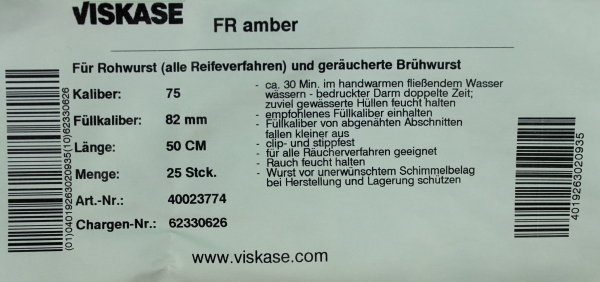 VISKASE
FR amber
Für Rohwurst (alle Reifeverfahren) und geräucherte Brühwurst
Kaliber: 75
Füllkaliber: 82 mm
Länge: 50 CM
Menge: 25 Stck.
Art.-Nr.: 40023774
Chargen-Nr.: 62330626
- ca. 30 Min. im handwarmen fließendem Wasser
wässern - bedruckter Darm doppelte Zeit;
zuviel gewässerte Hüllen feucht halten
- empfohlenes Füllkaliber einhalten
- Füllkaliber von abgenähten Abschnitten
fallen kleiner aus
- clip- und stippfest
- für alle Räucherverfahren geeignet
- Rauch feucht halten
- Wurst vor unerwünschtem Schimmelbelag
bei Herstellung und Lagerung schützen
(01)04019263020935(10)62330626
4019263020935
www.viskase.com